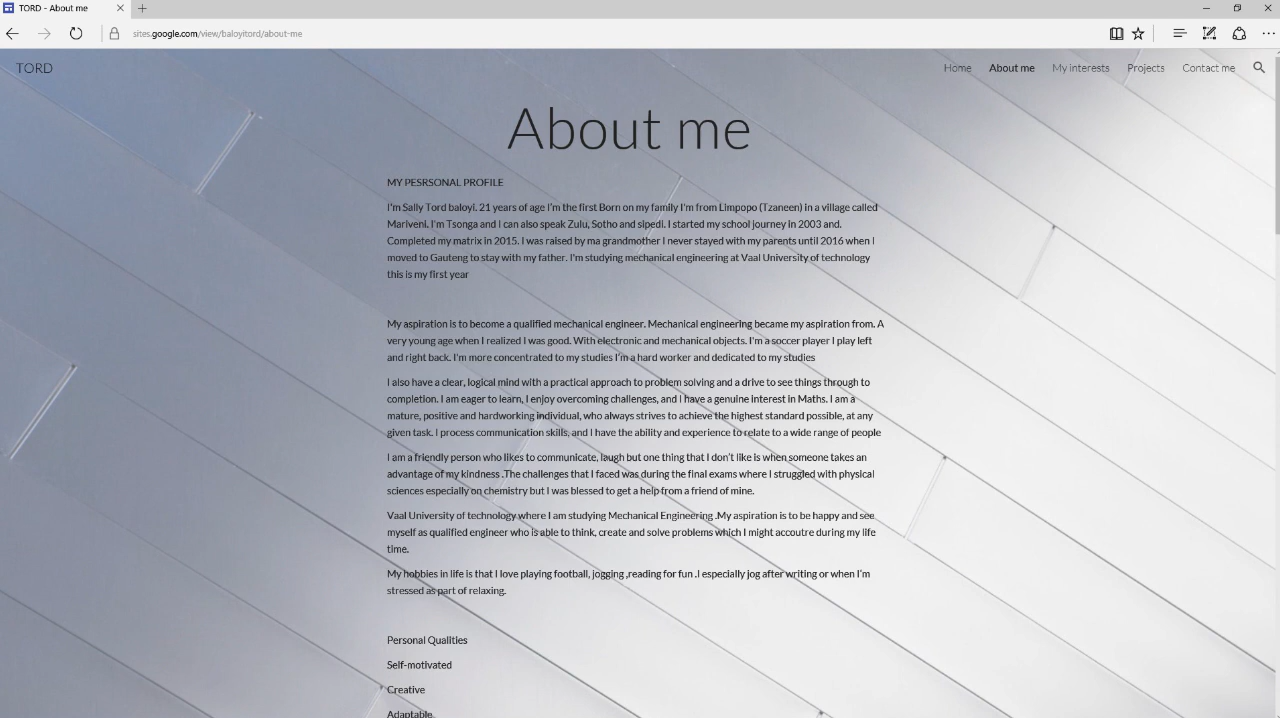 TORD - About me
sites.google.com/view/baloyitord/about-me
TORD
Home
About me
My interests
Projects
Contact me
About me
MY PESRSONAL PROFILE
I'm Sally Tord baloyi. 21 years of age I'm the first Born on my family I'm from Limpopo (Tzaneen) in a village called
Mariveni. I'm Tsonga and I can also speak Zulu, Sotho and sipedi. I started my school journey in 2003 and.
Completed my matrix in 2015. I was raised by ma grandmother I never stayed with my parents until 2016 when I
moved to Gauteng to stay with my father. I'm studying mechanical engineering at Vaal University of technology
this is my first year
My aspiration is to become a qualified mechanical engineer. Mechanical engineering became my aspiration from. A
very young age when I realized I was good. With electronic and mechanical objects. I'm a soccer player I play left
and right back. I'm more concentrated to my studies I'm a hard worker and dedicated to my studies
I also have a clear, logical mind with a practical approach to problem solving and a drive to see things through to
completion. I am eager to learn, I enjoy overcoming challenges, and I have a genuine interest in Maths. I am a
mature, positive and hardworking individual, who always strives to achieve the highest standard possible, at any
given task. I process communication skills, and I have the ability and experience to relate to a wide range of people
I am a friendly person who likes to communicate, laugh but one thing that I don't like is when someone takes an
advantage of my kindness .The challenges that I faced was during the final exams where I struggled with physical
sciences especially on chemistry but I was blessed to get a help from a friend of mine.
Vaal University of technology where I am studying Mechanical Engineering .My aspiration is to be happy and see
myself as qualified engineer who is able to think, create and solve problems which I might accoutre during my life
time.
My hobbies in life is that I love playing football, jogging ,reading for fun .I especially jog after writing or when I'm
stressed as part of relaxing.
Personal Qualities
Self-motivated
Creative
Adaptable